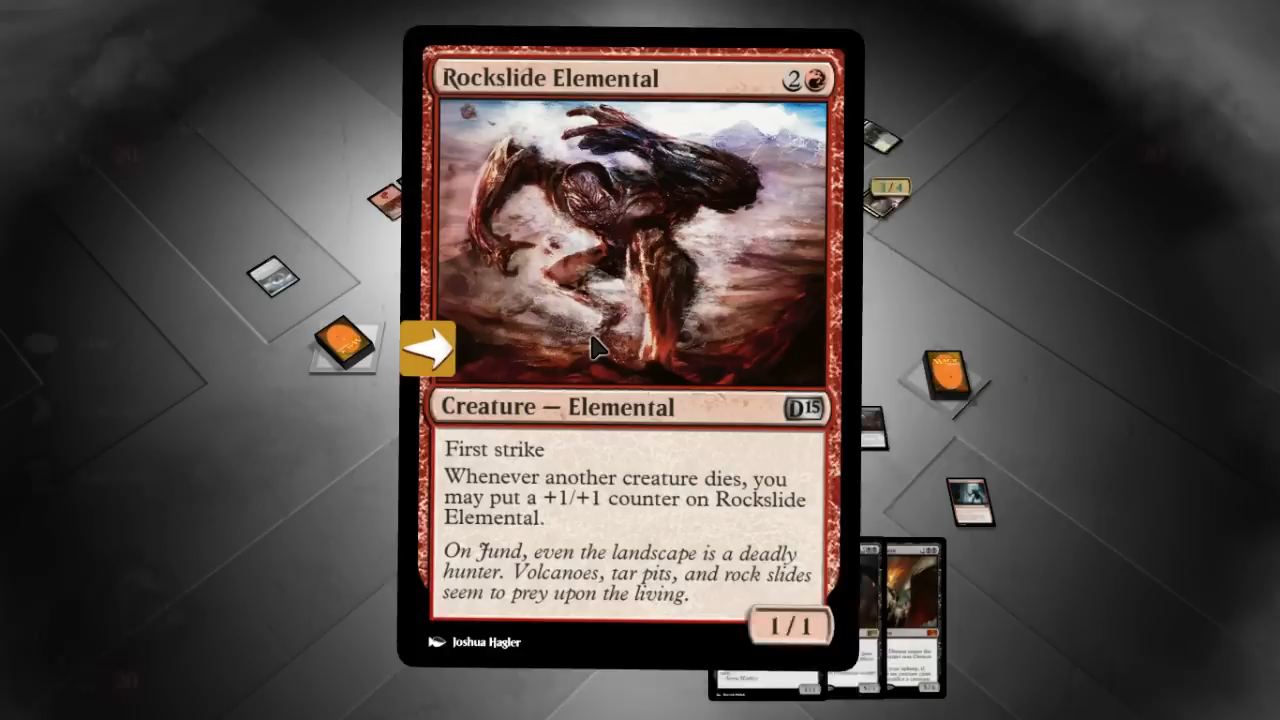 Rockslide Elemental 2
Creature — Elemental D15
First strike
Whenever another creature dies, you
may put a +1/+1 counter on Rockslide
Elemental.
On Jund, even the landscape is a deadly
hunter. Volcanoes, tar pits, and rock slides
seem to prey upon the living.
1/1
Joshua Hagler